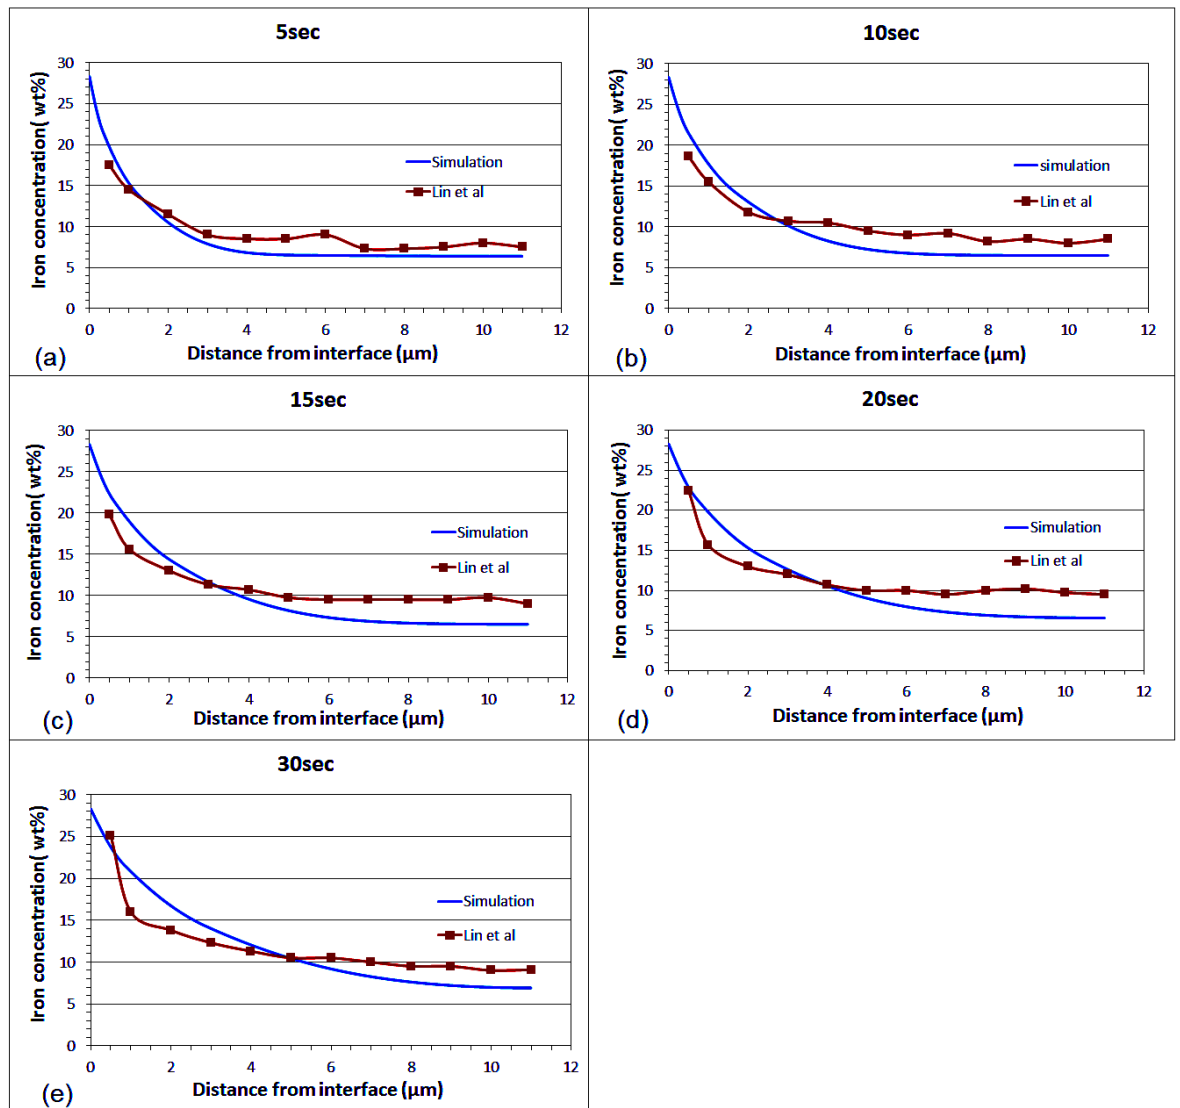 5sec
Iron concentration( wt%)
30
25
20
15
10
5
0
Simulation
Lin et al
0 2 4 6 8 10 12
Distance from interface (µm)
(a)
10sec
Iron concentration( wt%)
30
25
20
15
10
5
0
simulation
Lin et al
0 2 4 6 8 10 12
Distance from interface (µm)
(b)
15sec
Iron concentration( wt%)
30
25
20
15
10
5
0
Simulation
Lin et al
0 2 4 6 8 10 12
Distance from interface (µm)
(c)
20sec
Iron concentration( wt%)
30
25
20
15
10
5
0
Simulation
Lin et al
0 2 4 6 8 10 12
Distance from interface (µm)
(d)
30sec
Iron concentration( wt%)
30
25
20
15
10
5
0
Simulation
Lin et al
0 2 4 6 8 10 12
Distance from interface (µm)
(e)